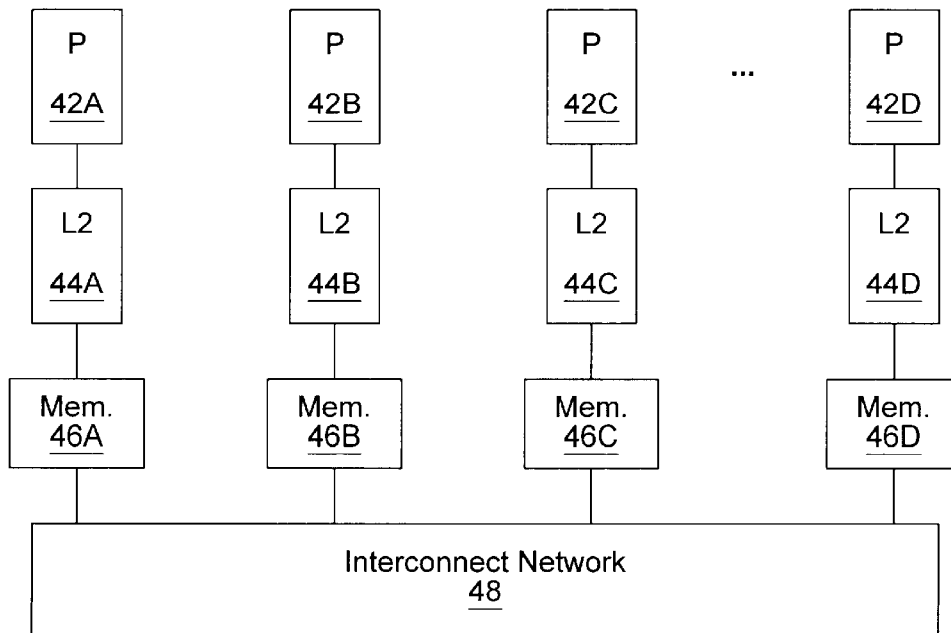 P P P ... P
42A 42B 42C 42D
L2 L2 L2 L2
44A 44B 44C 44D
Mem. Mem. Mem. Mem.
46A 46B 46C 46D
Interconnect Network
48